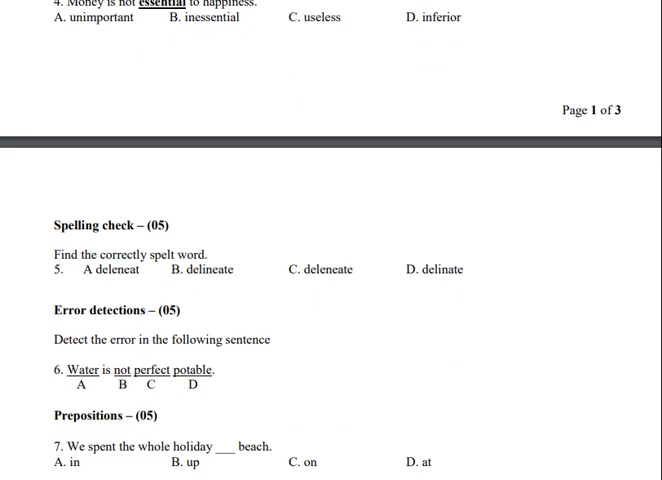 4. Money is not essential to happiness.
A. unimportant B. inessential C. useless D. inferior
Page 1 of 3
Spelling check – (05)
Find the correctly spelt word.
5. A deleneat B. delineate C. deleneate D. delinate
Error detections – (05)
Detect the error in the following sentence
6. Water is not perfect potable.
A B C D
Prepositions – (05)
7. We spent the whole holiday ___ beach.
A. in B. up C. on D. at